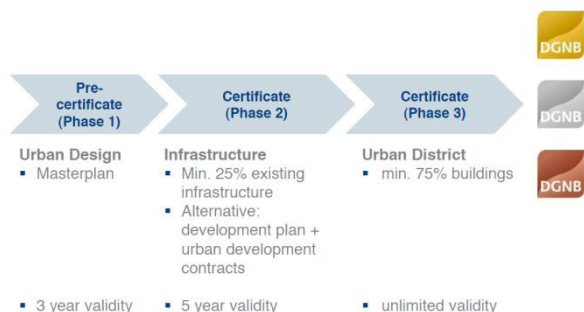 DGNB
Pre-
certificate
(Phase 1)
Certificate
(Phase 2)
Certificate
(Phase 3)
DGNB
Urban Design
▪ Masterplan
Infrastructure
▪ Min. 25% existing
infrastructure
▪ Alternative:
development plan +
urban development
contracts
Urban District
▪ min. 75% buildings
DGNB
▪ 3 year validity
▪ 5 year validity
▪ unlimited validity